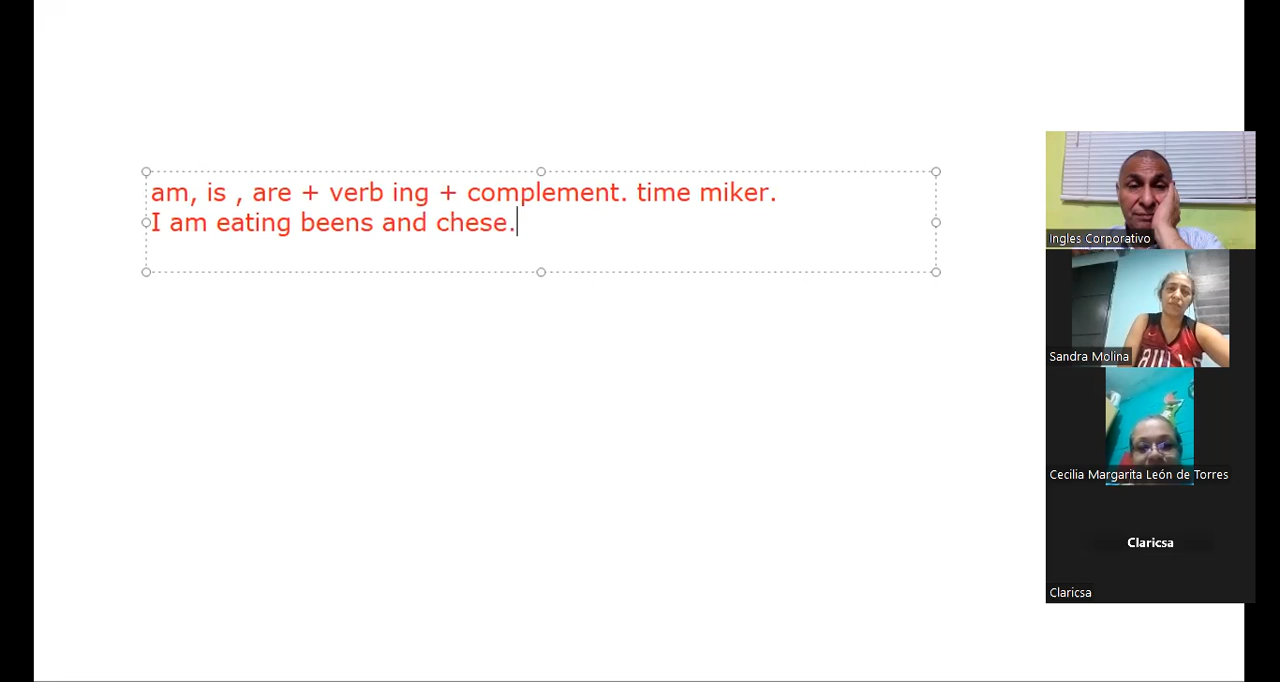 am, is , are + verb ing + complement. time miker.
I am eating beens and chese.
Ingles Corporativo
Sandra Molina
BULLS
Cecilia Margarita León de Torres
Claricsa
Claricsa